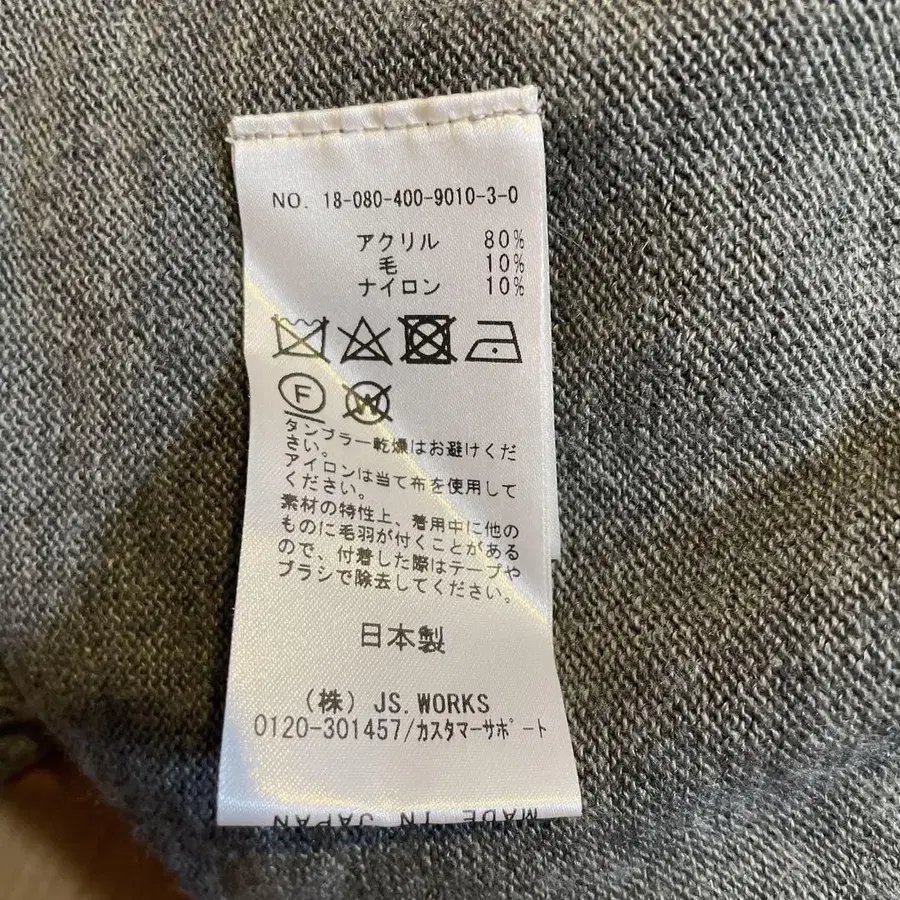 NO. 18-080-400-9010-3-0
アクリル 80%
毛 10%
ナイロン 10%
F W
タンブラー乾燥はお避けくだ
さい。
アイロンは当て布を使用して
ください。
素材の特性上、着用中に他の
ものに毛羽が付くことがある
ので、付着した際はテープや
ブラシで除去してください。
日本製
(株) JS.WORKS
0120-301457/カスタマーサポート
MADE IN JAPAN